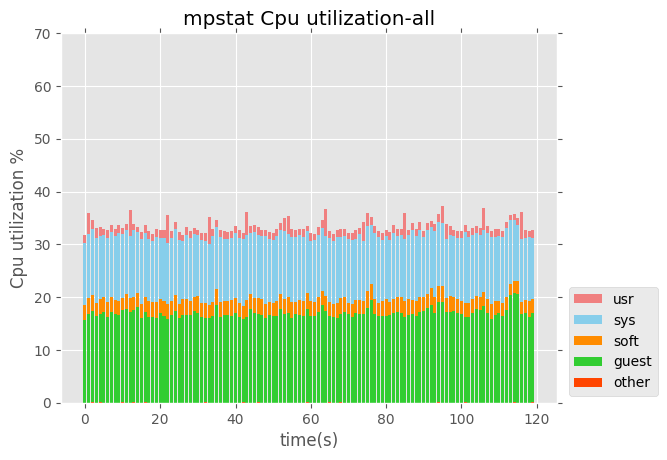 mpstat Cpu utilization-all
Cpu utilization %
70
60
50
40
30
20
10
0
0 20 40 60 80 100 120
time(s)
usr
sys
soft
guest
other